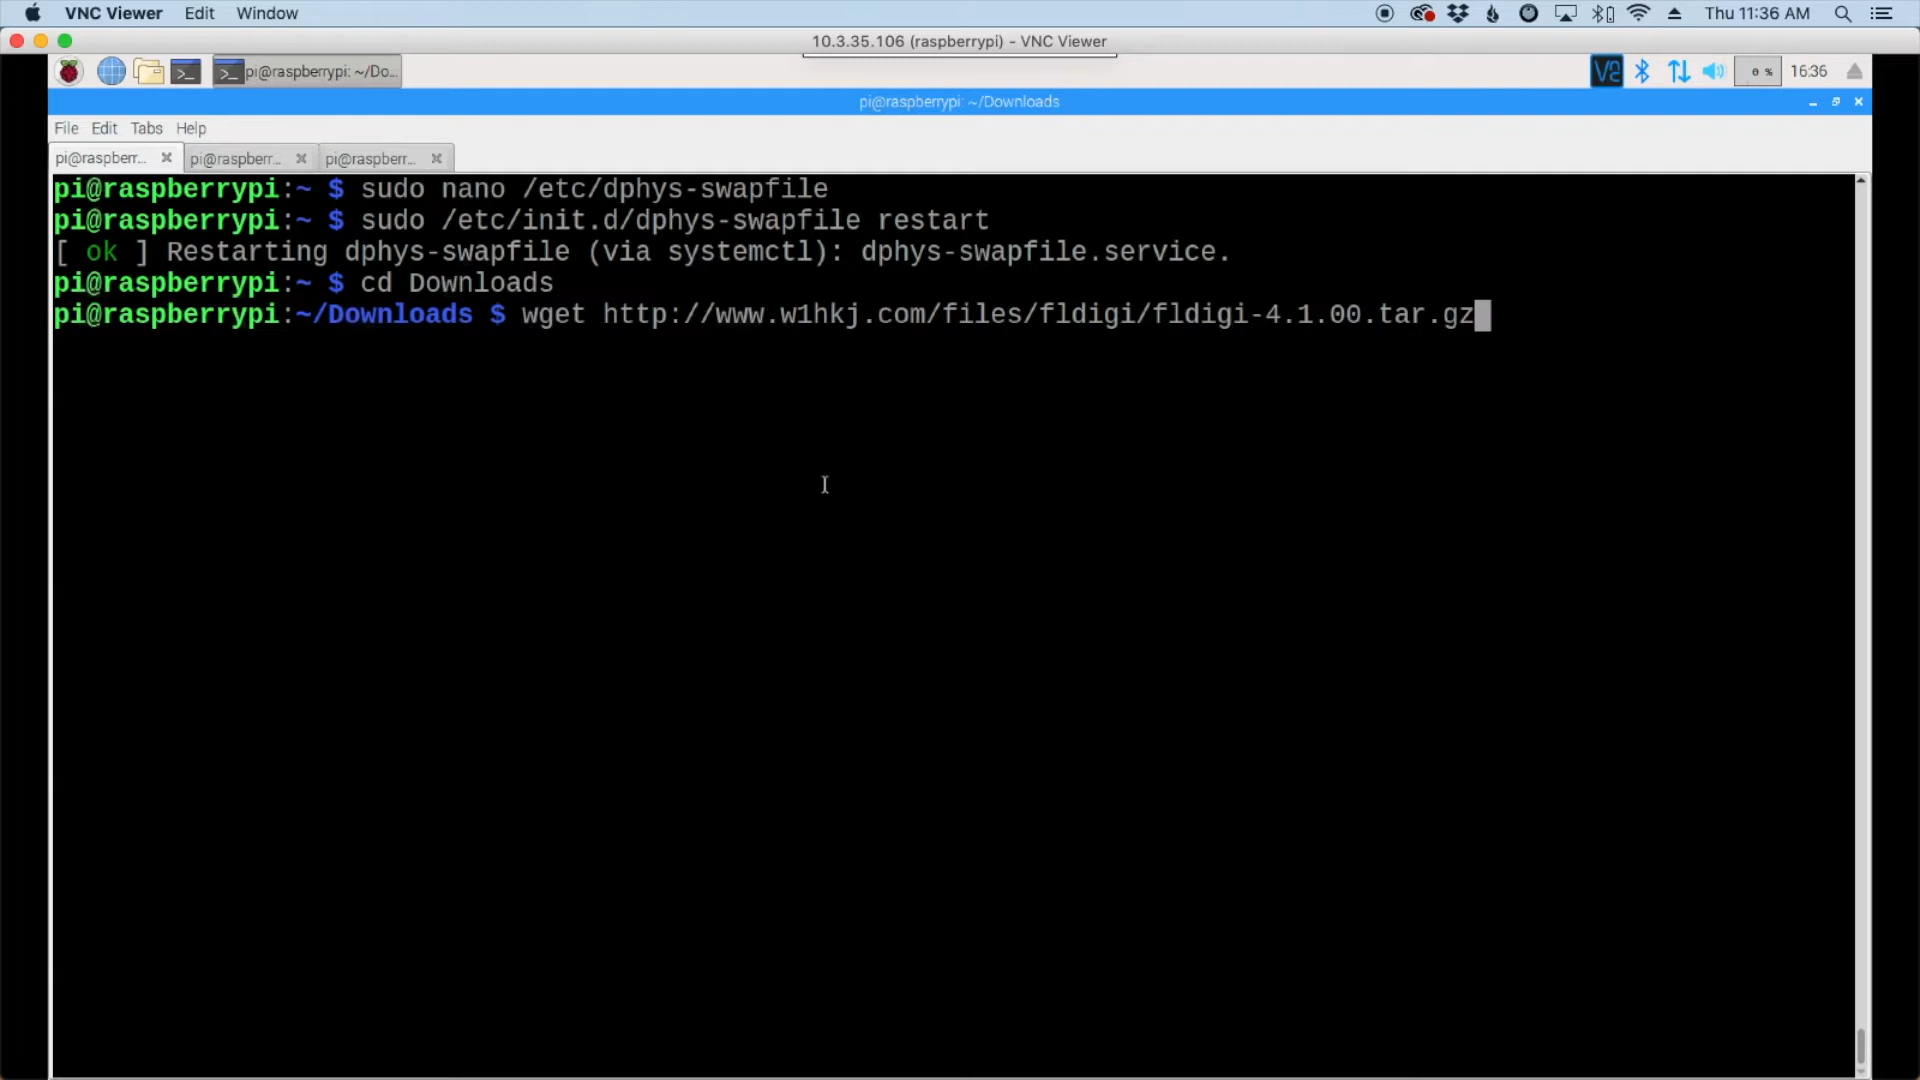 VNC Viewer Edit Window Thu 11:36 AM
10.3.35.106 (raspberrypi) - VNC Viewer
pi@raspberrypi: ~/Do... V2 0 % 16:36
pi@raspberrypi: ~/Downloads
File Edit Tabs Help
pi@raspberr... pi@raspberr... pi@raspberr...
pi@raspberrypi:~ $ sudo nano /etc/dphys-swapfile
pi@raspberrypi:~ $ sudo /etc/init.d/dphys-swapfile restart
[ ok ] Restarting dphys-swapfile (via systemctl): dphys-swapfile.service.
pi@raspberrypi:~ $ cd Downloads
pi@raspberrypi:~/Downloads $ wget http://www.w1hkj.com/files/fldigi/fldigi-4.1.00.tar.gz